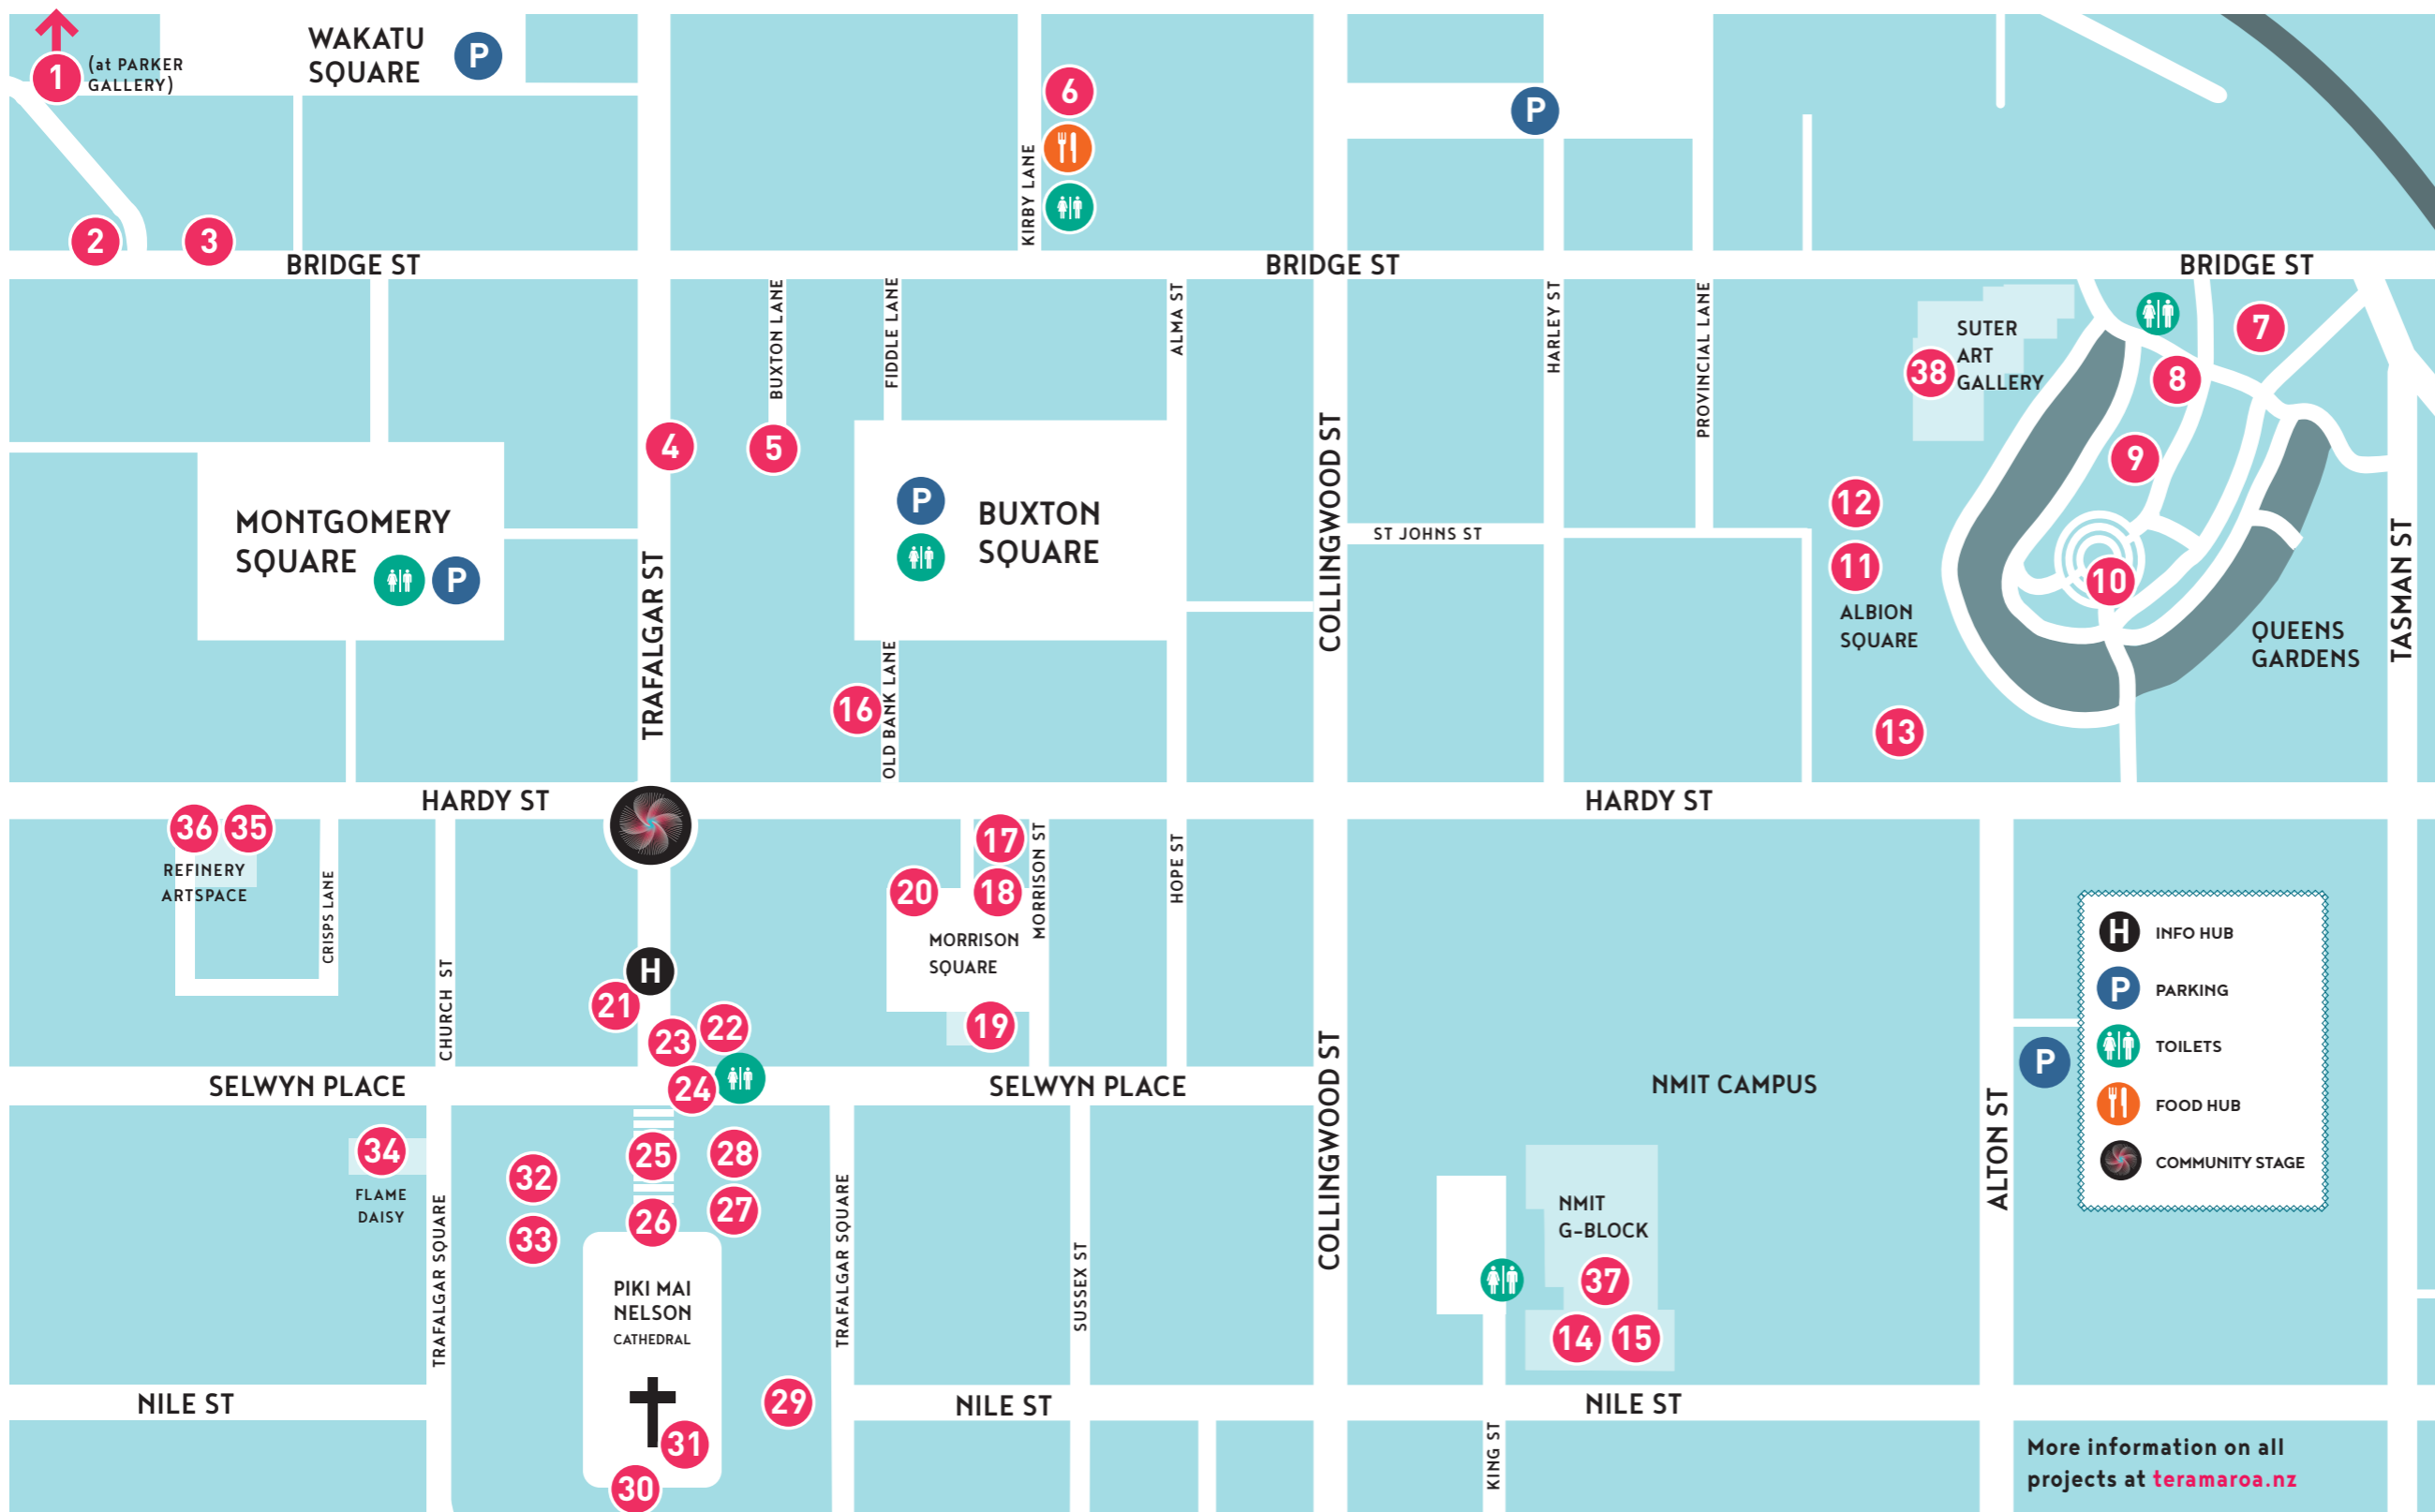 1
(at PARKER
GALLERY)
WAKATU
SQUARE
P
6
KIRBY LANE
P
2
3
BRIDGE ST
BRIDGE ST
BRIDGE ST
BUXTON LANE
FIDDLE LANE
ALMA ST
HARLEY ST
PROVINCIAL LANE
SUTER
ART
GALLERY
38
7
8
9
10
4
5
MONTGOMERY
SQUARE
P
P
BUXTON
SQUARE
TRAFALGAR ST
COLLINGWOOD ST
ST JOHNS ST
12
11
ALBION
SQUARE
QUEENS
GARDENS
TASMAN ST
16
OLD BANK LANE
13
HARDY ST
HARDY ST
36
35
REFINERY
ARTSPACE
CRISPS LANE
CHURCH ST
H
21
22
23
24
17
18
20
MORRISON
SQUARE
19
MORRISON ST
HOPE ST
COLLINGWOOD ST
SELWYN PLACE
SELWYN PLACE
NMIT CAMPUS
ALTON ST
P
H
INFO HUB
P
PARKING
TOILETS
FOOD HUB
COMMUNITY STAGE
34
FLAME
DAISY
TRAFALGAR SQUARE
32
33
25
26
28
27
PIKI MAI
NELSON
CATHEDRAL
TRAFALGAR SQUARE
SUSSEX ST
NMIT
G-BLOCK
37
14
15
29
31
30
NILE ST
NILE ST
NILE ST
KING ST
More information on all
projects at teramaroa.nz